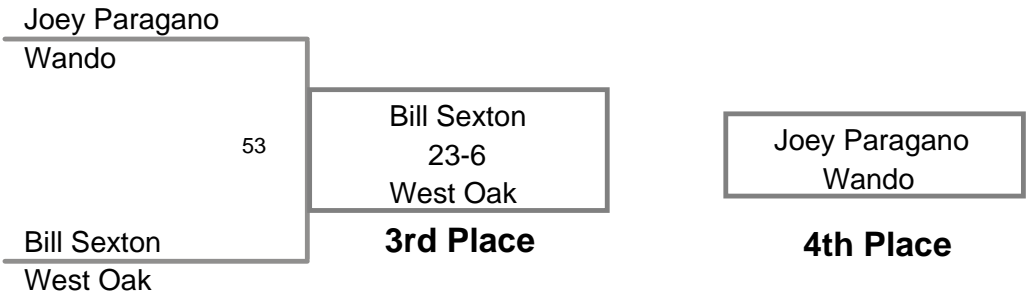 Joey Paragano
Wando
53
Bill Sexton
West Oak
Bill Sexton
23-6
West Oak
3rd Place
Joey Paragano
Wando
4th Place